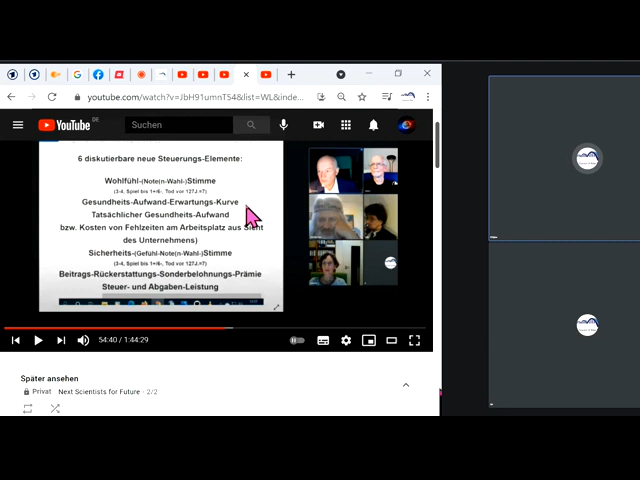 youtube.com/watch?v=JbH91umnT54&list=WL&inde...
YouTube DE
Suchen
6 diskutierbare neue Steuerungs-Elemente:
Wohlfühl-(Note(n-Wahl-)Stimme
(3-4. Spiel bis 1+/6-, Tod vor 127J.=7)
Gesundheits-Aufwand-Erwartungs-Kurve
Tatsächlicher Gesundheits-Aufwand
bzw. Kosten von Fehlzeiten am Arbeitsplatz aus Sicht
des Unternehmens)
Sicherheits-(Gefühl-Note(n-Wahl-)Stimme
(3-4, Spiel bis 1+/6-, Tod vor 127J.=7)
Beitrags-Rückerstattungs-Sonderbelohnungs-Prämie
Steuer- und Abgaben-Leistung
54:40 / 1:44:29
Später ansehen
Privat Next Scientists for Future · 2/2